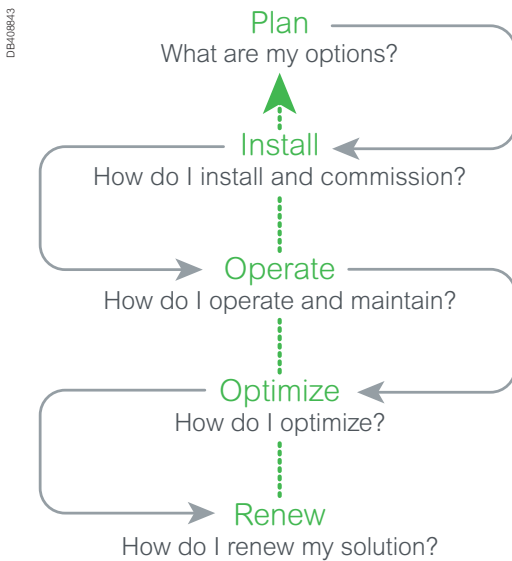 DB408843
Plan
What are my options?
Install
How do I install and commission?
Operate
How do I operate and maintain?
Optimize
How do I optimize?
Renew
How do I renew my solution?